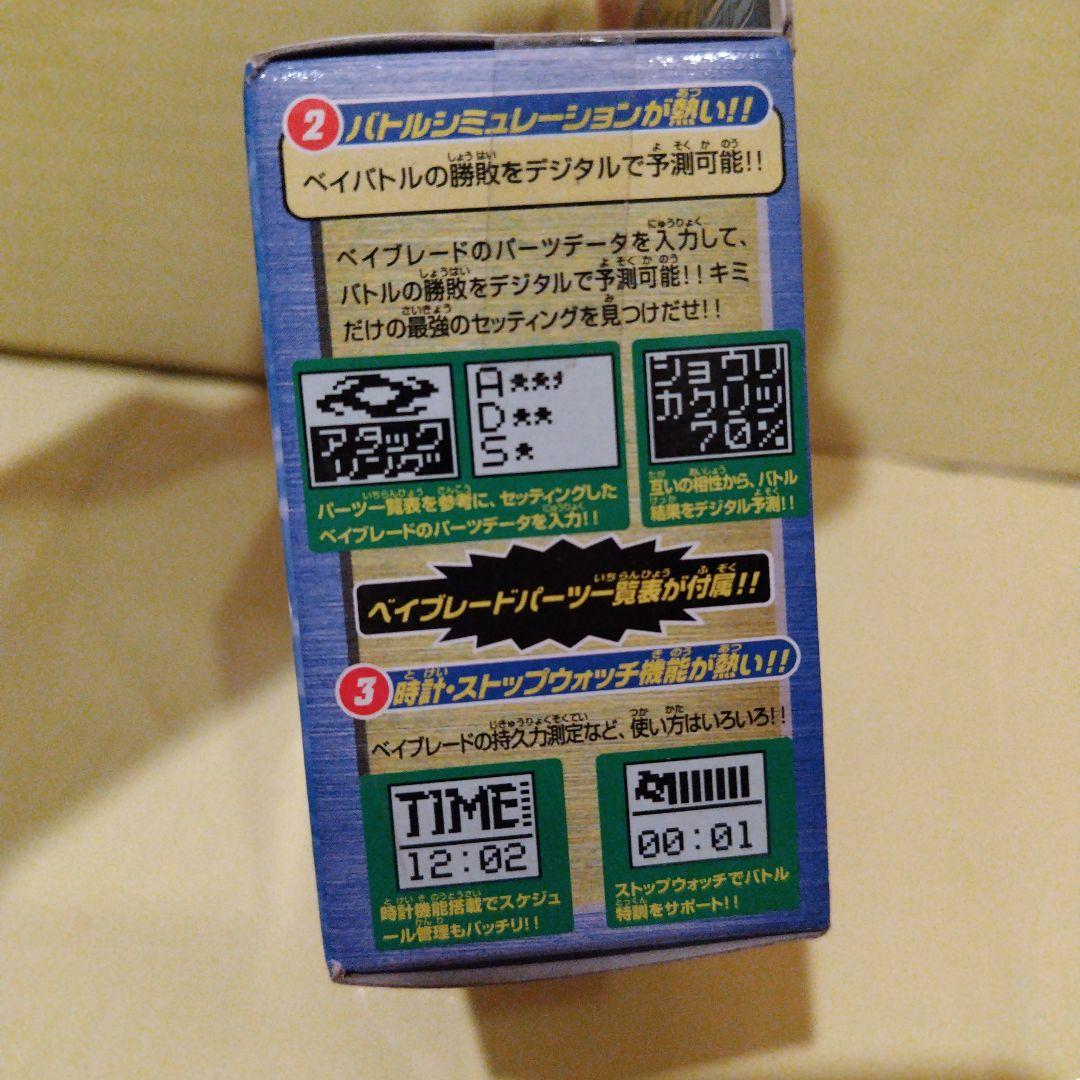 2 バトルシミュレーションが熱い!!
ベイバトルの勝敗をデジタルで予測可能!!
ベイブレードのパーツデータを入力して、
バトルの勝敗をデジタルで予測可能!!キミ
だけの最強のセッティングを見つけだせ!!
アタック
リング
A★★
D★★
S★
ショウリ
カクリツ
70%
パーツ一覧表を参考に、セッティングした
ベイブレードのパーツデータを入力!!
互いの相性から、バトル
結果をデジタル予測!!
ベイブレードパーツ一覧表が付属!!
3 時計・ストップウォッチ機能が熱い!!
ベイブレードの持久力測定など、使い方はいろいろ!!
TIME
12:02
00:01
時計機能搭載でスケジュ
ール管理もバッチリ!!
ストップウォッチでバトル
特訓をサポート!!